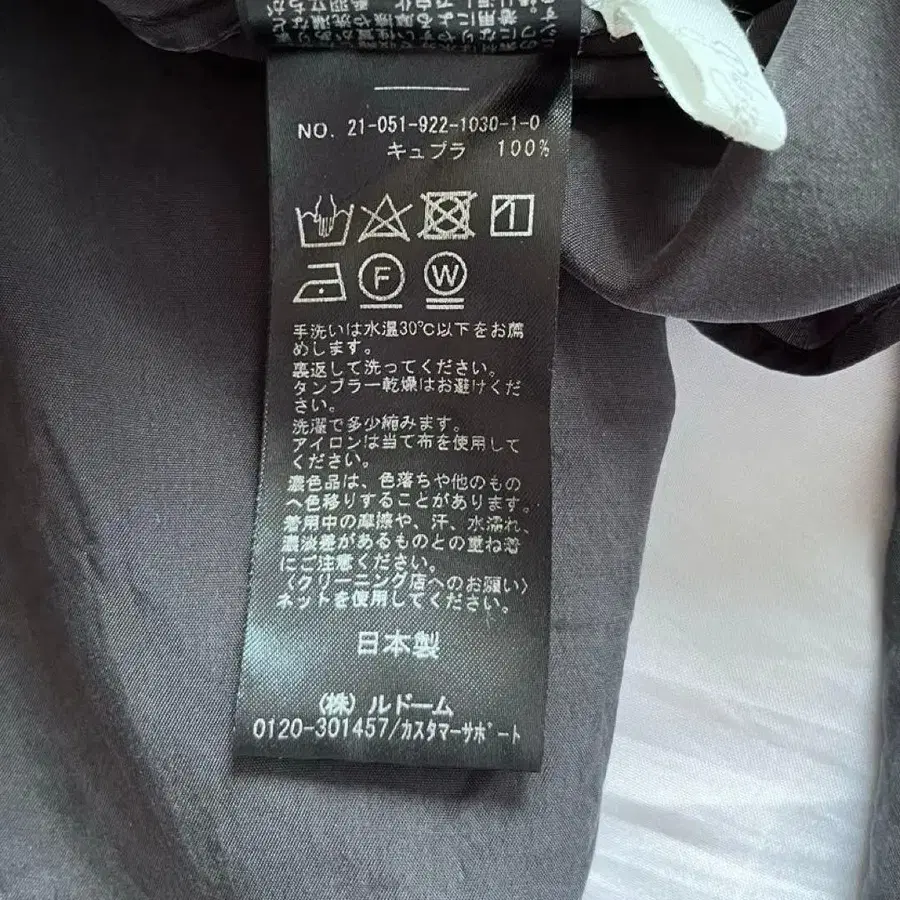 NO. 21-051-922-1030-1-0
キュプラ 100%
F W
手洗いは水温30℃以下をお薦
めします。
裏返して洗ってください。
タンブラー乾燥はお避けくだ
さい。
洗濯で多少縮みます。
アイロンは当て布を使用して
ください。
濃色品は、色落ちや他のもの
へ色移りすることがあります。
着用中の摩擦や、汗、水濡れ、
濃淡差があるものとの重ね着
にご注意ください。
〈クリーニング店へのお願い〉
ネットを使用してください。
日本製
(株) ルドーム
0120-301457/カスタマーサポート